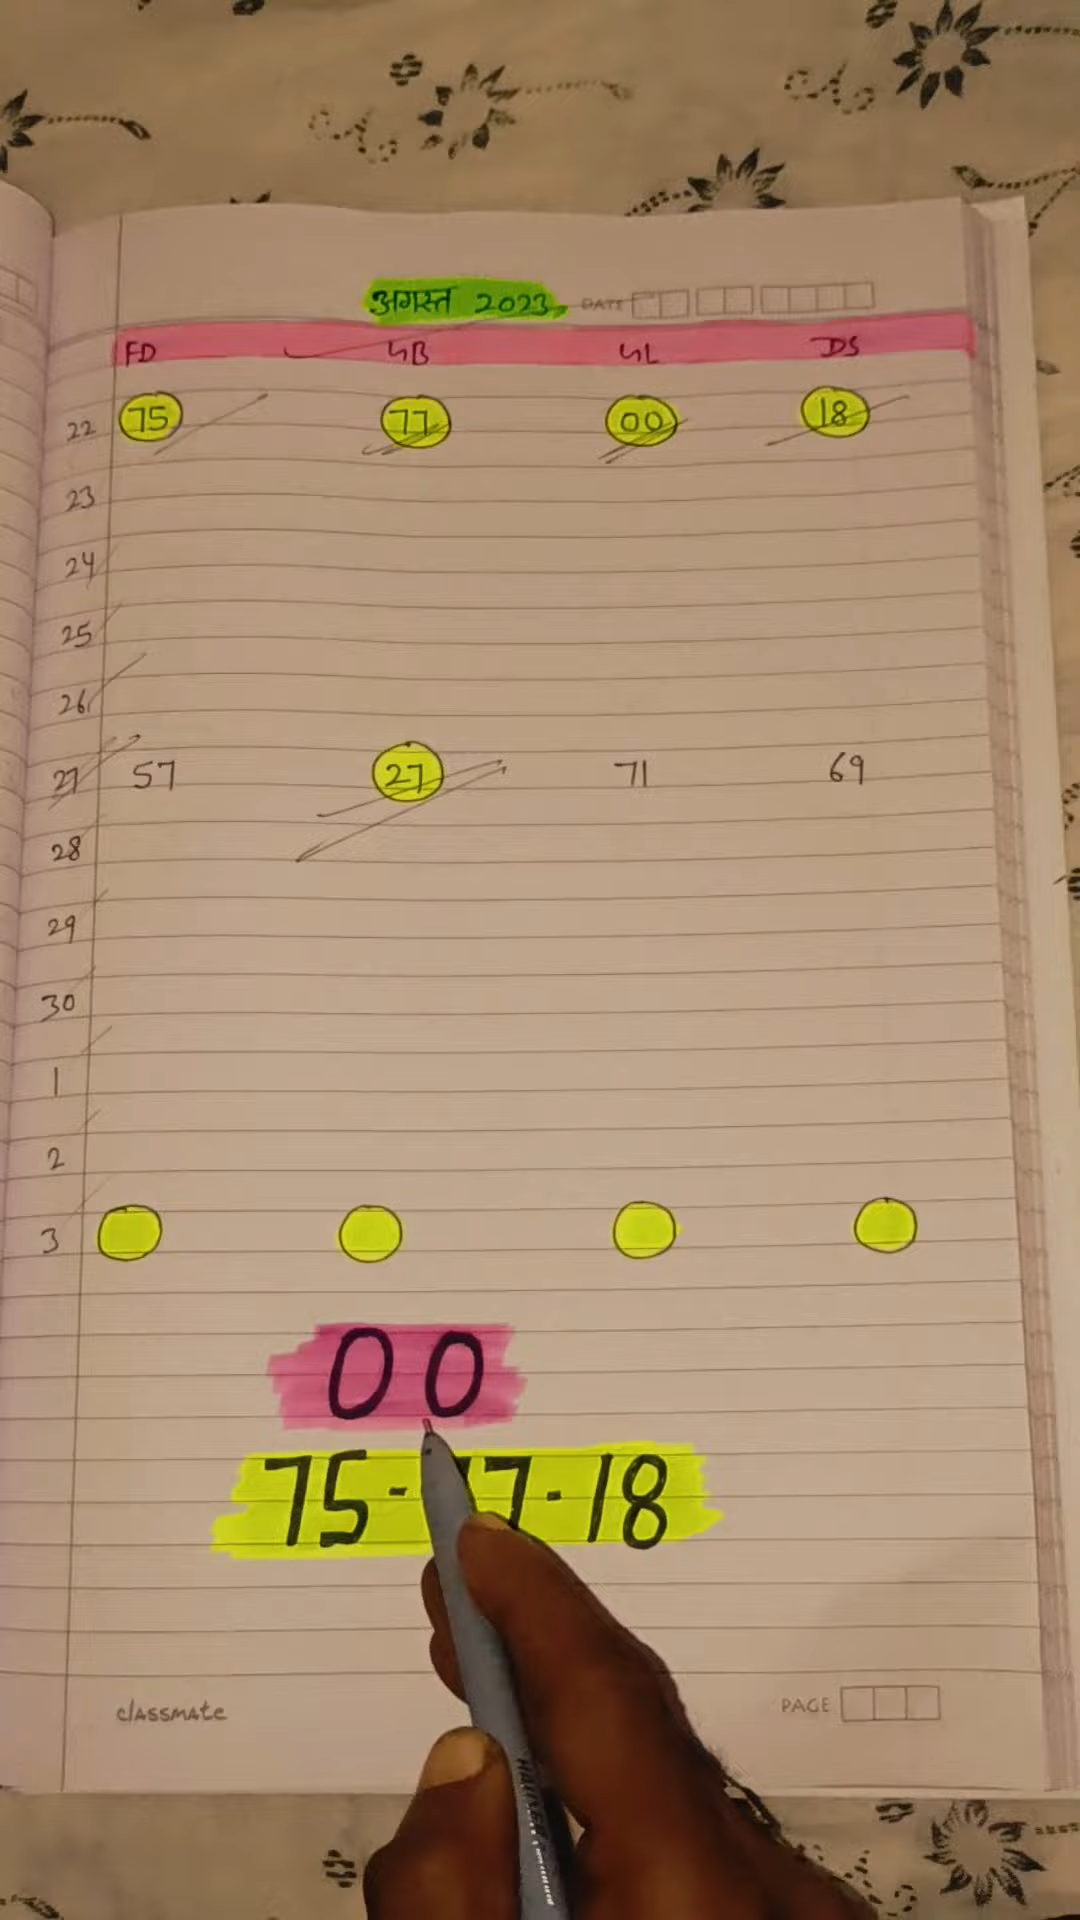 अगस्त 2023 DATE
FD GB GL DS
22 75 77 00 18
23
24
25
26
27 57 27 71 69
28
29
30
1
2
3
00
75 - 77 - 18
classmate PAGE